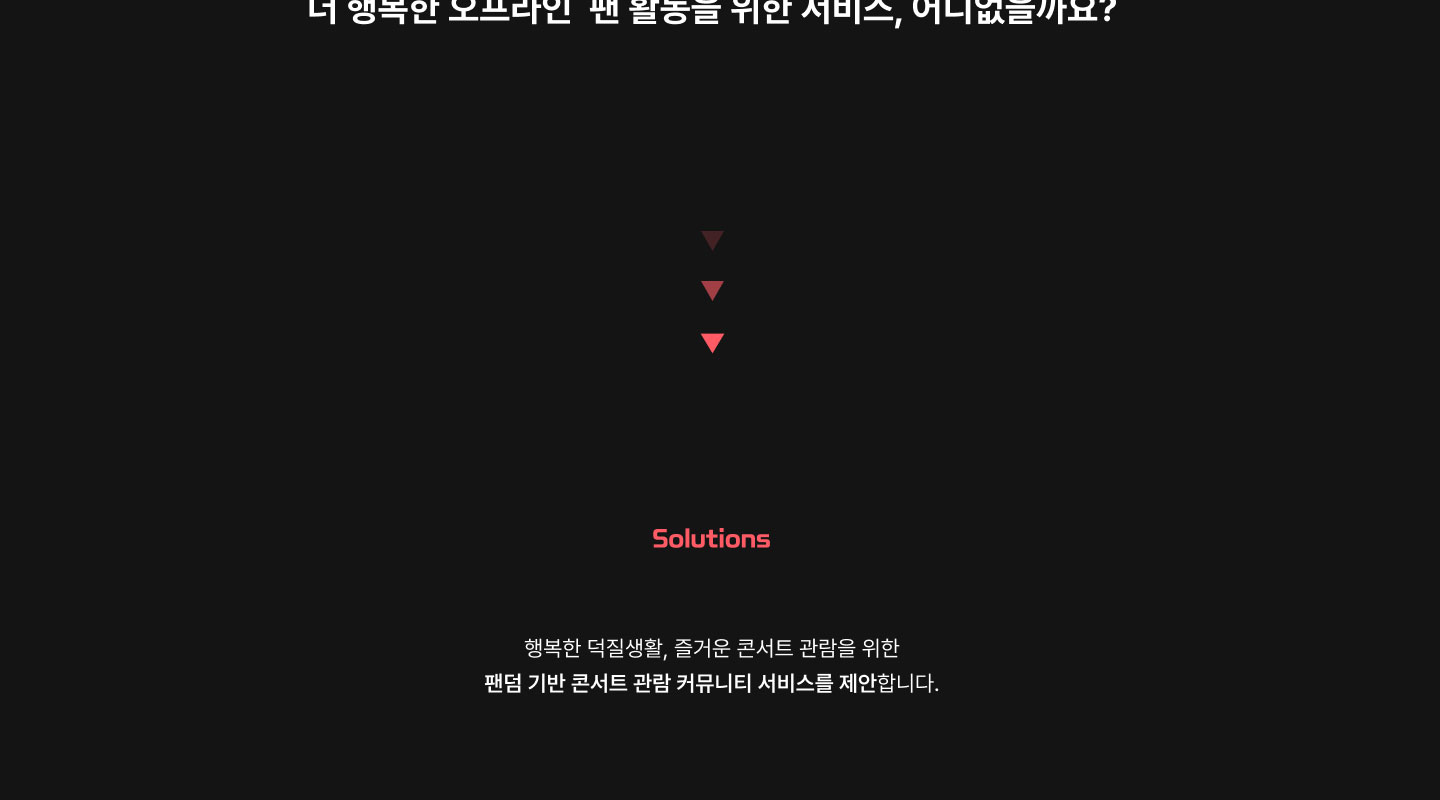 더 행복한 오프라인 팬 활동을 위한 서비스, 어디없을까요?
Solutions
행복한 덕질생활, 즐거운 콘서트 관람을 위한
팬덤 기반 콘서트 관람 커뮤니티 서비스를 제안합니다.